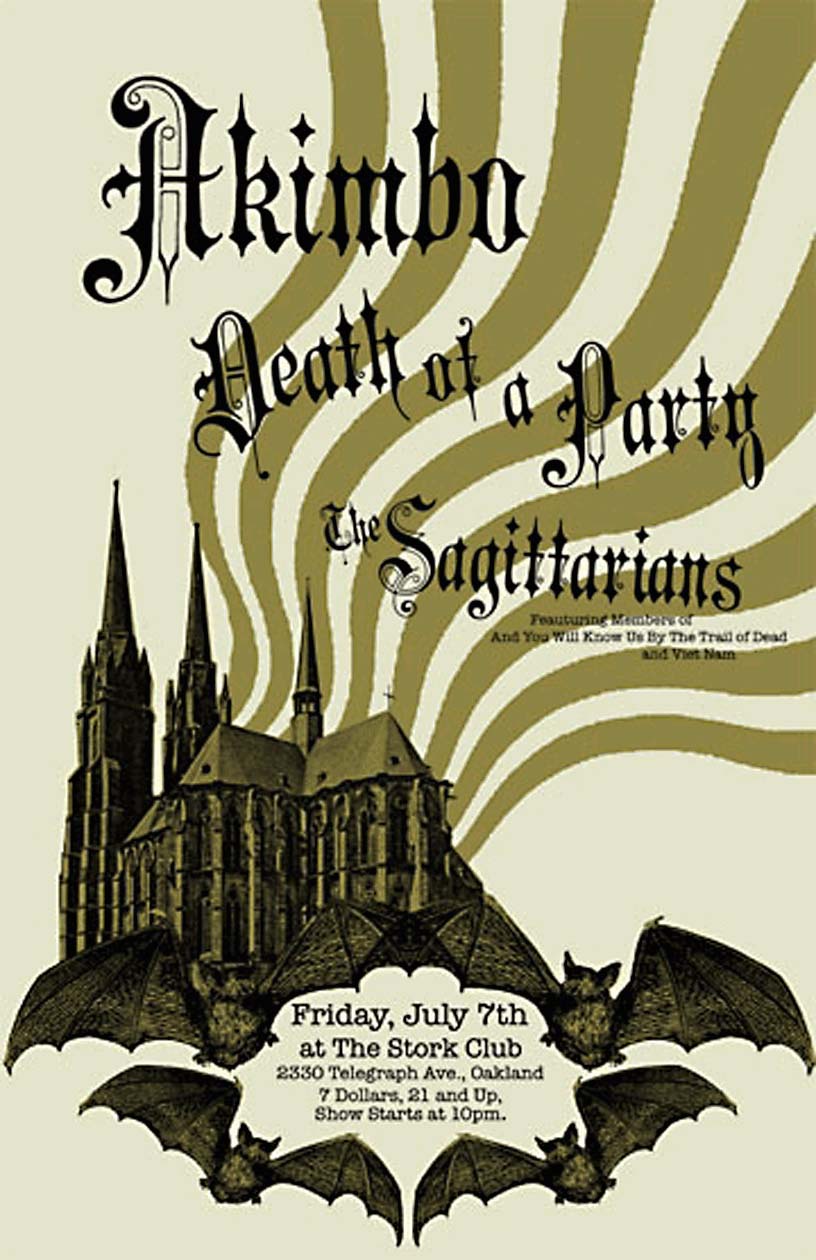 Akimbo
Death of a Party
The Sagittarians
Feauturing Members of
And You Will Know Us By The Trail of Dead
and Viet Nam
Friday, July 7th
at The Stork Club
2330 Telegraph Ave., Oakland
7 Dollars, 21 and Up,
Show Starts at 10pm.